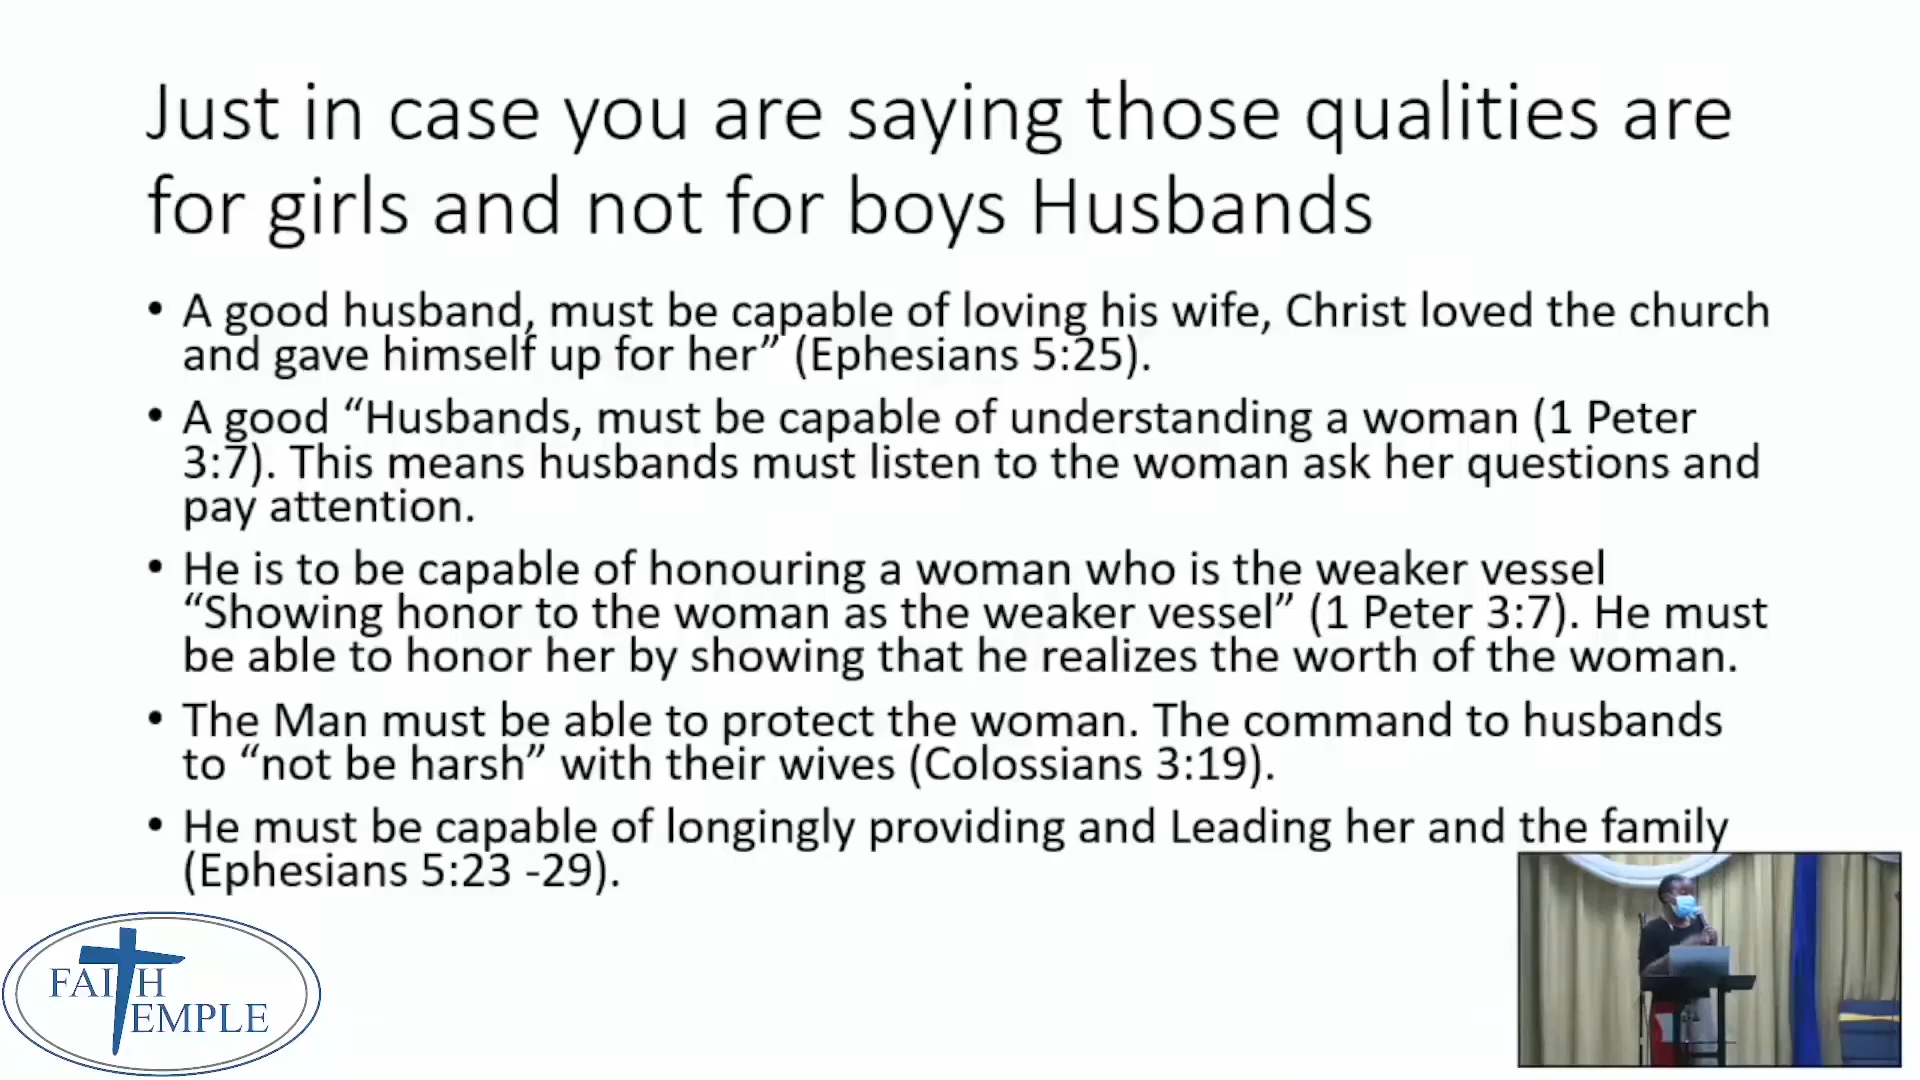 Just in case you are saying those qualities are
for girls and not for boys Husbands
• A good husband, must be capable of loving his wife, Christ loved the church
and gave himself up for her” (Ephesians 5:25).
• A good “Husbands, must be capable of understanding a woman (1 Peter
3:7). This means husbands must listen to the woman ask her questions and
pay attention.
• He is to be capable of honouring a woman who is the weaker vessel
“Showing honor to the woman as the weaker vessel” (1 Peter 3:7). He must
be able to honor her by showing that he realizes the worth of the woman.
• The Man must be able to protect the woman. The command to husbands
to “not be harsh” with their wives (Colossians 3:19).
• He must be capable of longingly providing and Leading her and the family
(Ephesians 5:23 -29).
FAITH
TEMPLE